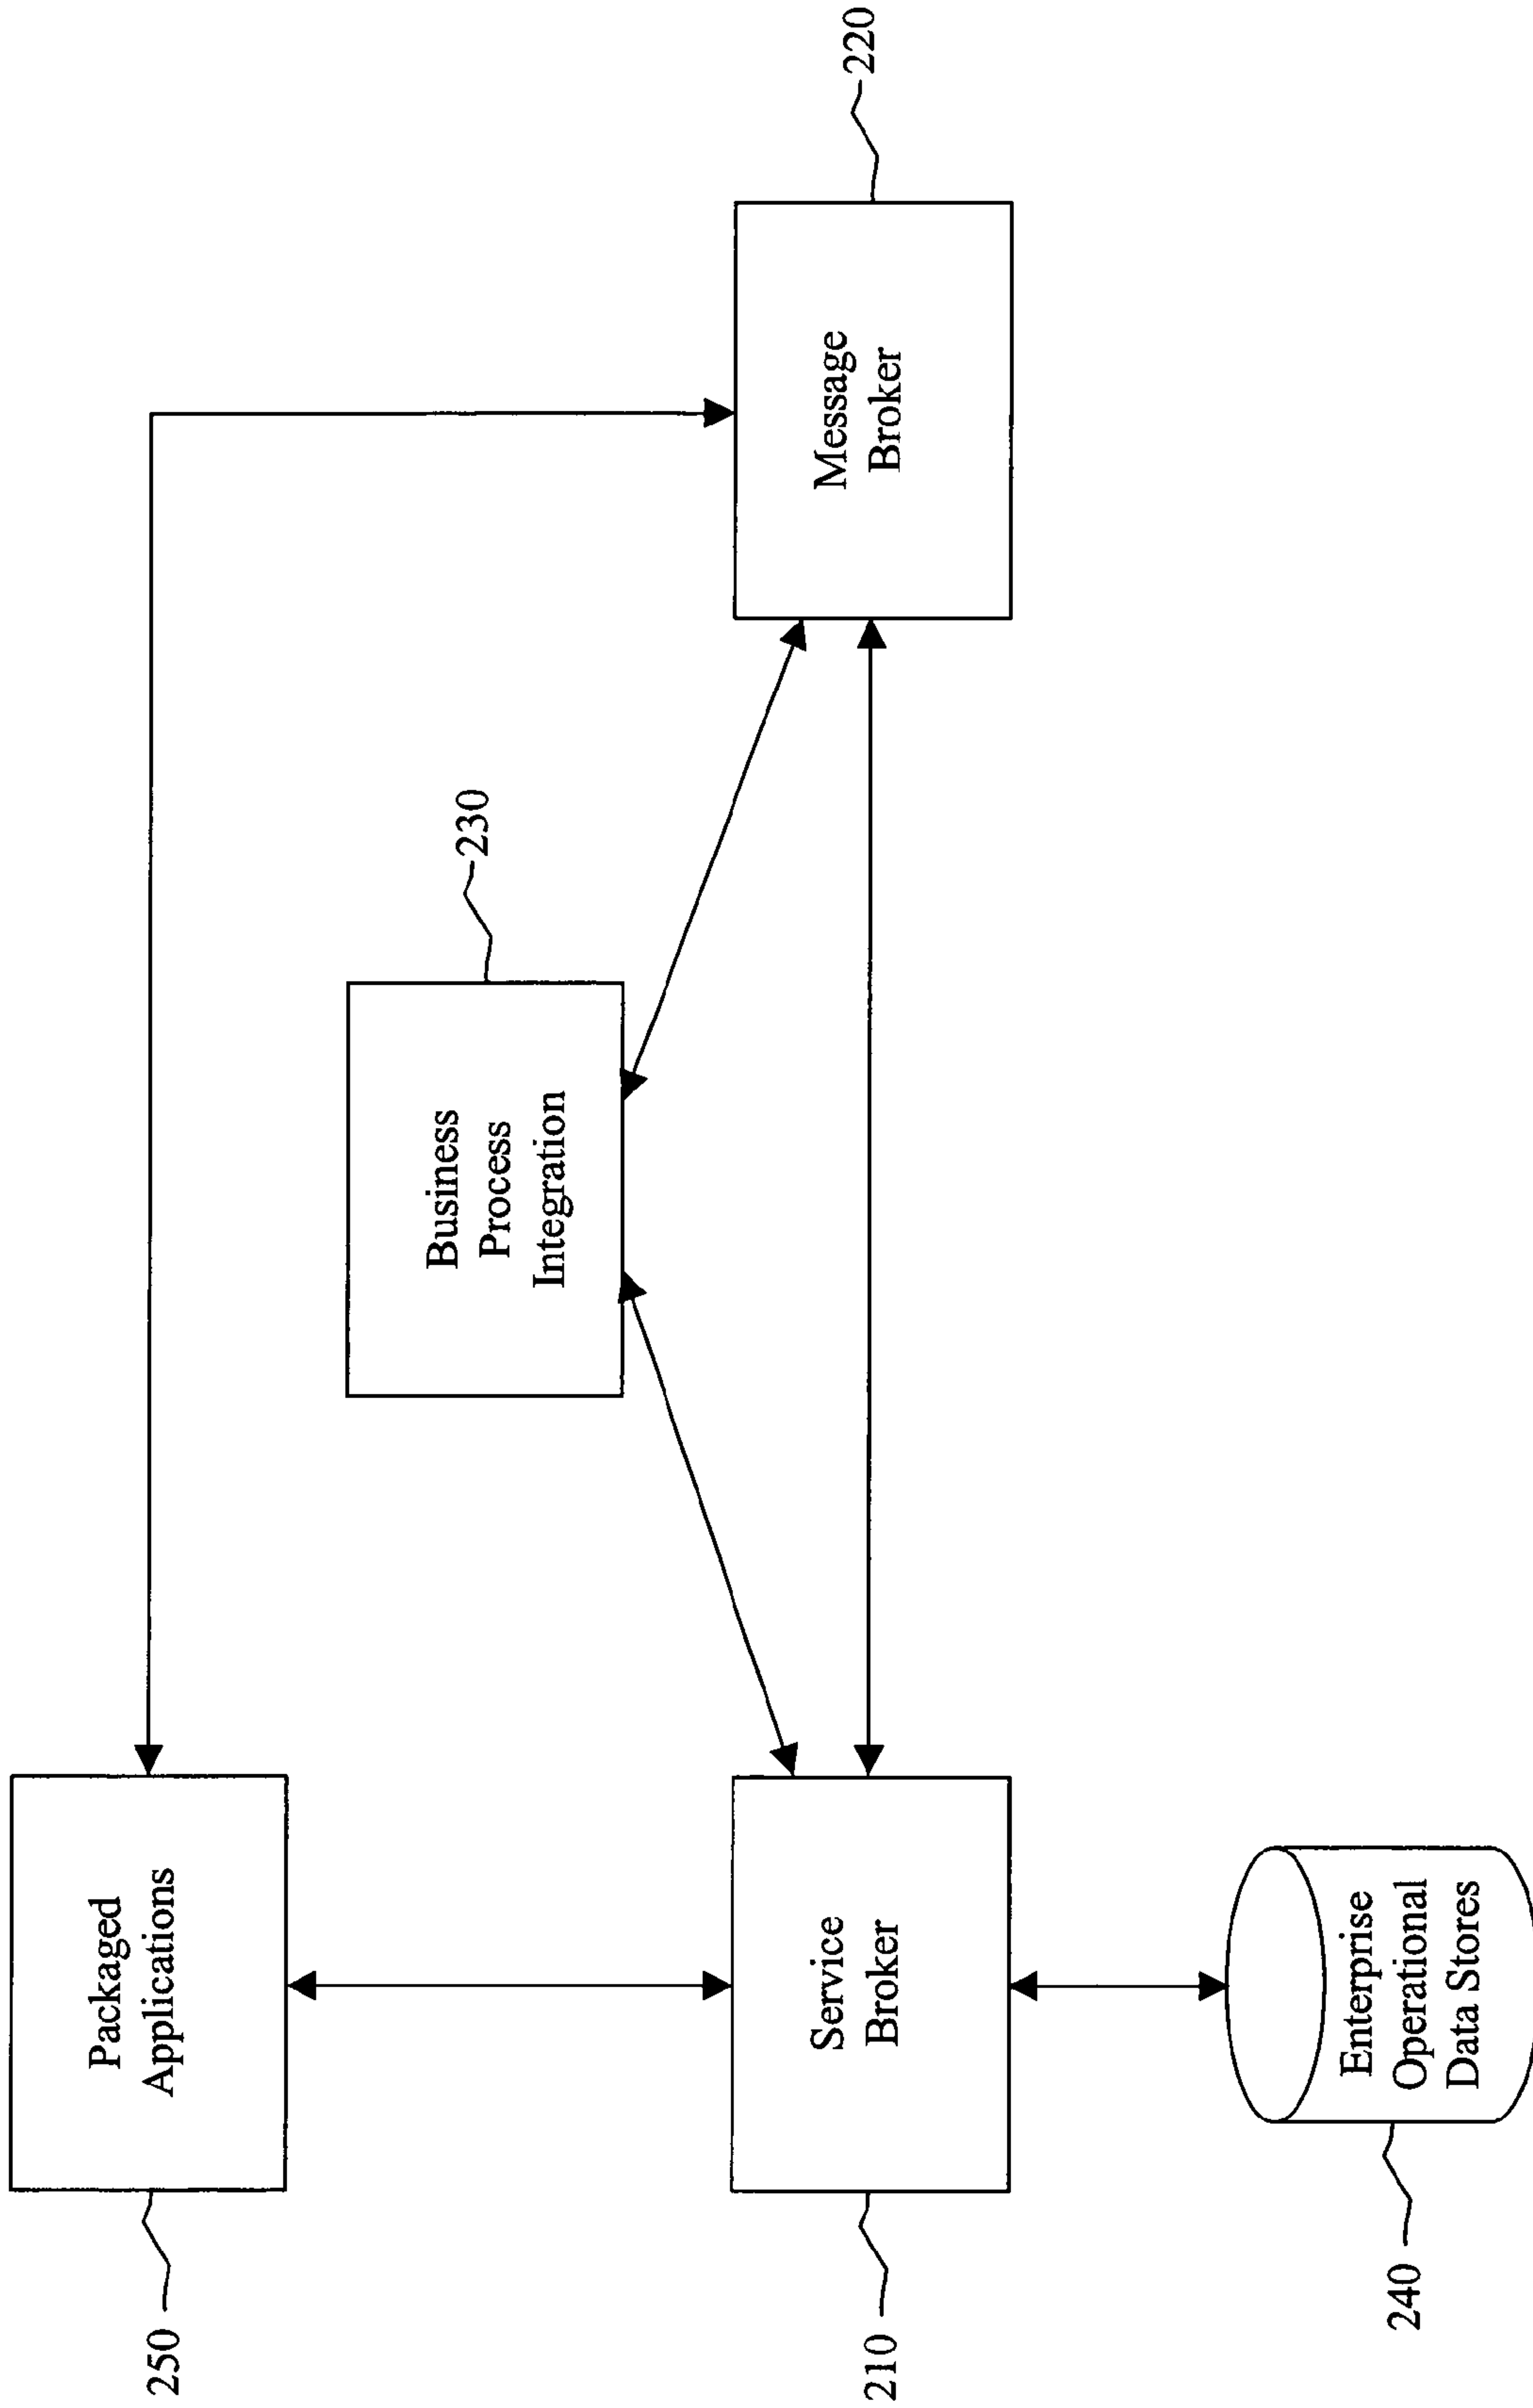 Packaged
Applications
250
Business
Process
Integration
230
Service
Broker
210
Message
Broker
220
Enterprise
Operational
Data Stores
240